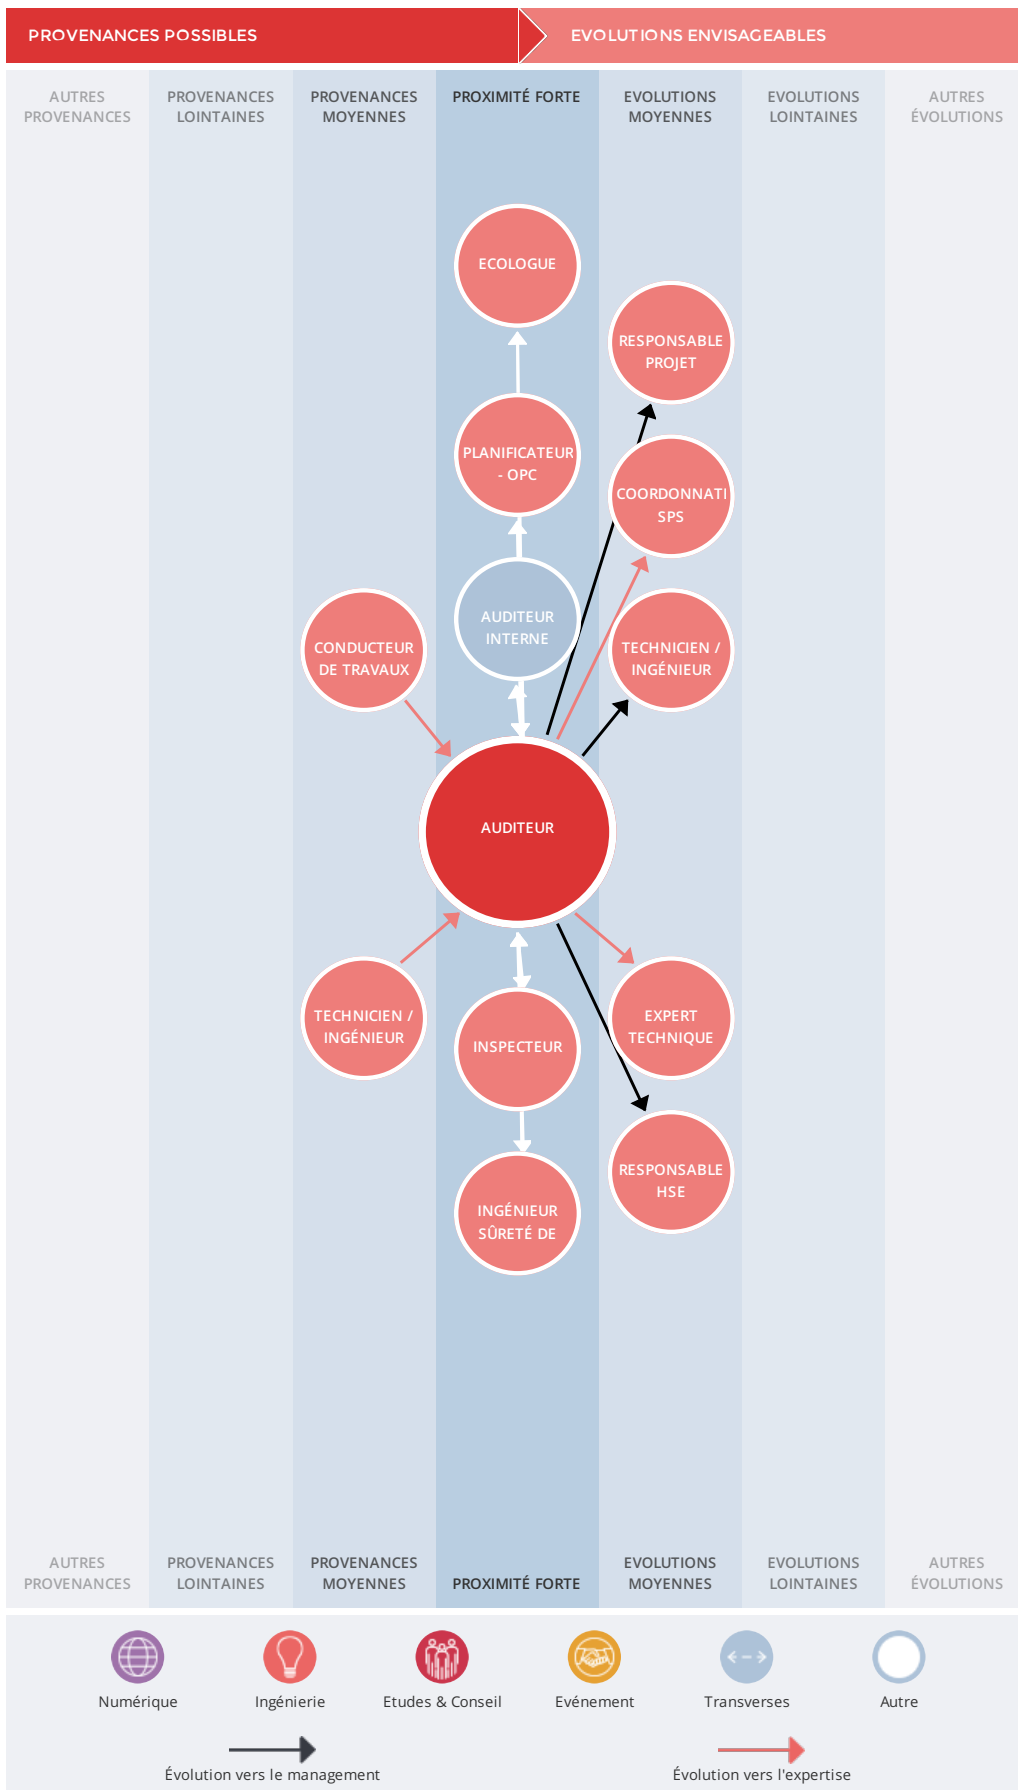 PROVENANCES POSSIBLES
EVOLUTIONS ENVISAGEABLES
AUTRES
PROVENANCES
PROVENANCES
LOINTAINES
PROVENANCES
MOYENNES
PROXIMITÉ FORTE
EVOLUTIONS
MOYENNES
EVOLUTIONS
LOINTAINES
AUTRES
ÉVOLUTIONS
ECOLOGUE
RESPONSABLE
PROJET
PLANIFICATEUR
- OPC
COORDONNATI
SPS
AUDITEUR
INTERNE
CONDUCTEUR
DE TRAVAUX
TECHNICIEN /
INGÉNIEUR
AUDITEUR
TECHNICIEN /
INGÉNIEUR
INSPECTEUR
EXPERT
TECHNIQUE
RESPONSABLE
HSE
INGÉNIEUR
SÛRETÉ DE
AUTRES
PROVENANCES
PROVENANCES
LOINTAINES
PROVENANCES
MOYENNES
PROXIMITÉ FORTE
EVOLUTIONS
MOYENNES
EVOLUTIONS
LOINTAINES
AUTRES
ÉVOLUTIONS
Numérique
Ingénierie
Etudes & Conseil
Evénement
Transverses
Autre
Évolution vers le management
Évolution vers l'expertise